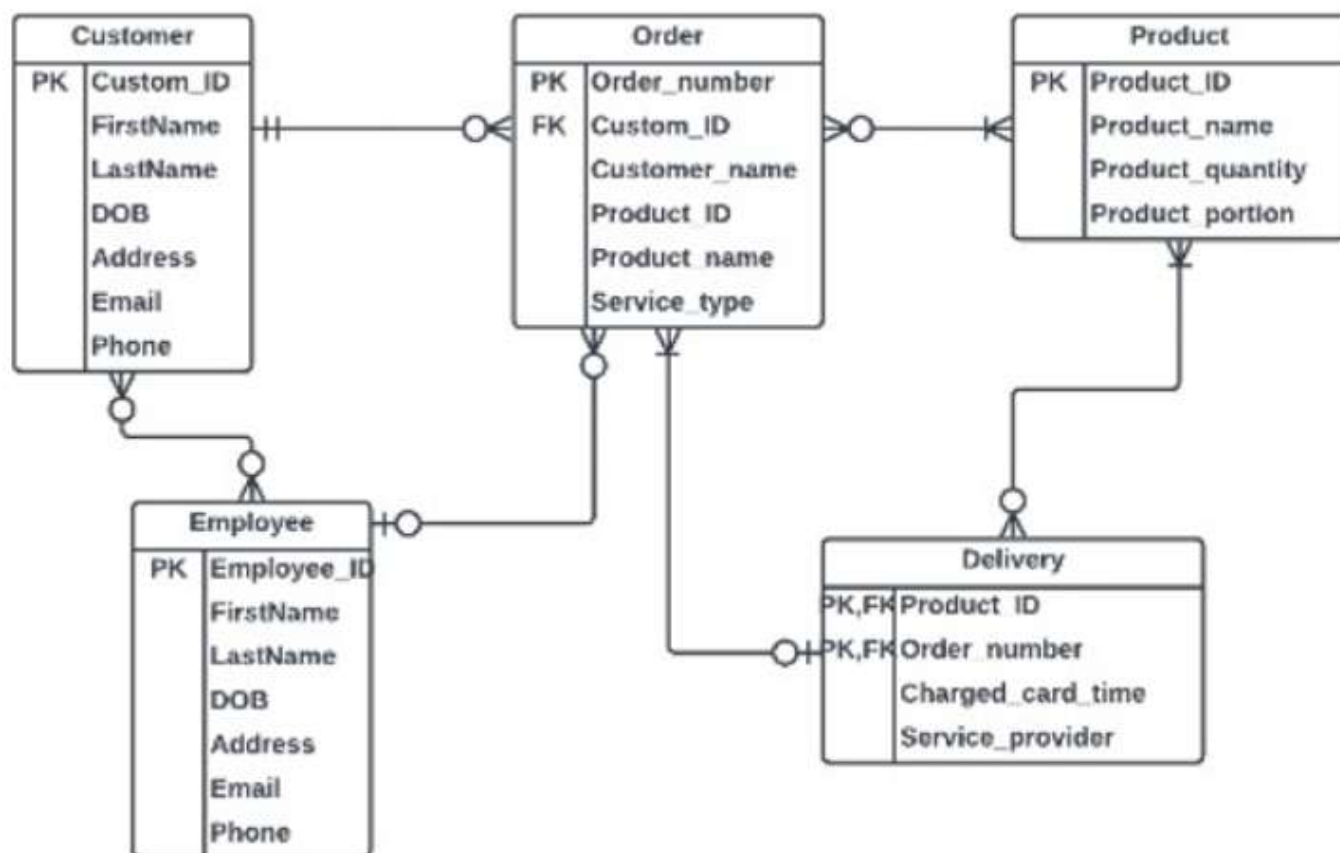 Customer
PK Custom_ID
FirstName
LastName
DOB
Address
Email
Phone
Order
PK Order_number
FK Custom_ID
Customer_name
Product_ID
Product_name
Service_type
Product
PK Product_ID
Product_name
Product_quantity
Product_portion
Employee
PK Employee_ID
FirstName
LastName
DOB
Address
Email
Phone
Delivery
PK,FK Product_ID
PK,FK Order_number
Charged_card_time
Service_provider